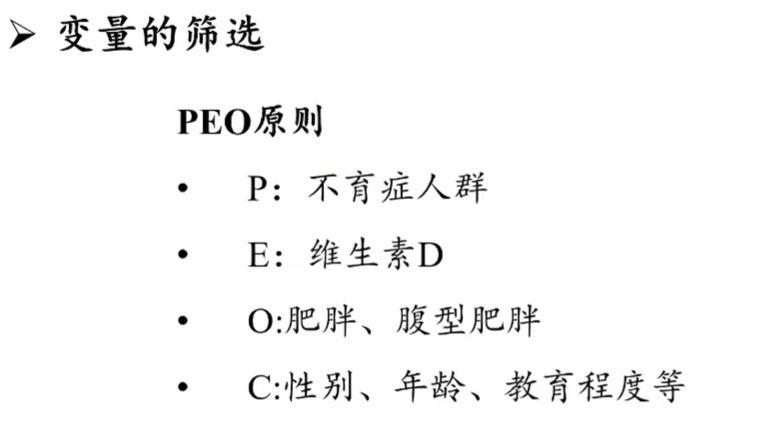 ➢ 变量的筛选
PEO原则
• P：不育症人群
• E：维生素D
• O:肥胖、腹型肥胖
• C:性别、年龄、教育程度等